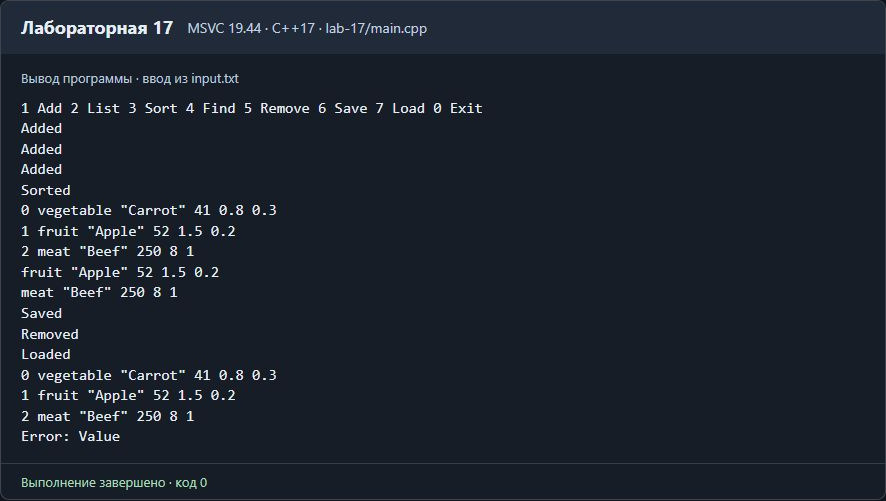 Лабораторная 17 MSVC 19.44 · C++17 · lab-17/main.cpp
Вывод программы · ввод из input.txt
1 Add 2 List 3 Sort 4 Find 5 Remove 6 Save 7 Load 0 Exit
Added
Added
Added
Sorted
0 vegetable "Carrot" 41 0.8 0.3
1 fruit "Apple" 52 1.5 0.2
2 meat "Beef" 250 8 1
fruit "Apple" 52 1.5 0.2
meat "Beef" 250 8 1
Saved
Removed
Loaded
0 vegetable "Carrot" 41 0.8 0.3
1 fruit "Apple" 52 1.5 0.2
2 meat "Beef" 250 8 1
Error: Value
Выполнение завершено · код 0